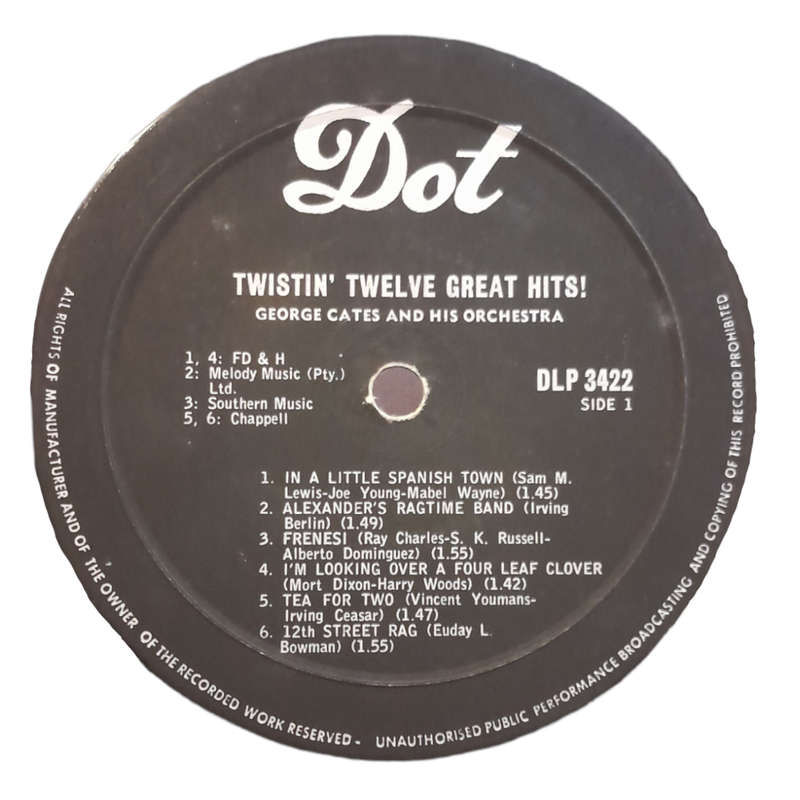 Dot
TWISTIN' TWELVE GREAT HITS!
GEORGE CATES AND HIS ORCHESTRA
1, 4: FD & H
2: Melody Music (Pty.)
Ltd.
3: Southern Music
5, 6: Chappell
DLP 3422
SIDE 1
1. IN A LITTLE SPANISH TOWN (Sam M.
Lewis-Joe Young-Mabel Wayne) (1.45)
2. ALEXANDER'S RAGTIME BAND (Irving
Berlin) (1.49)
3. FRENESI (Ray Charles-S. K. Russell-
Alberto Dominguez) (1.55)
4. I'M LOOKING OVER A FOUR LEAF CLOVER
(Mort Dixon-Harry Woods) (1.42)
5. TEA FOR TWO (Vincent Youmans-
Irving Ceasar) (1.47)
6. 12th STREET RAG (Euday L.
Bowman) (1.55)
ALL RIGHTS OF MANUFACTURER AND OF THE OWNER OF THE RECORDED WORK RESERVED - UNAUTHORISED PUBLIC PERFORMANCE BROADCASTING AND COPYING OF THIS RECORD PROHIBITED